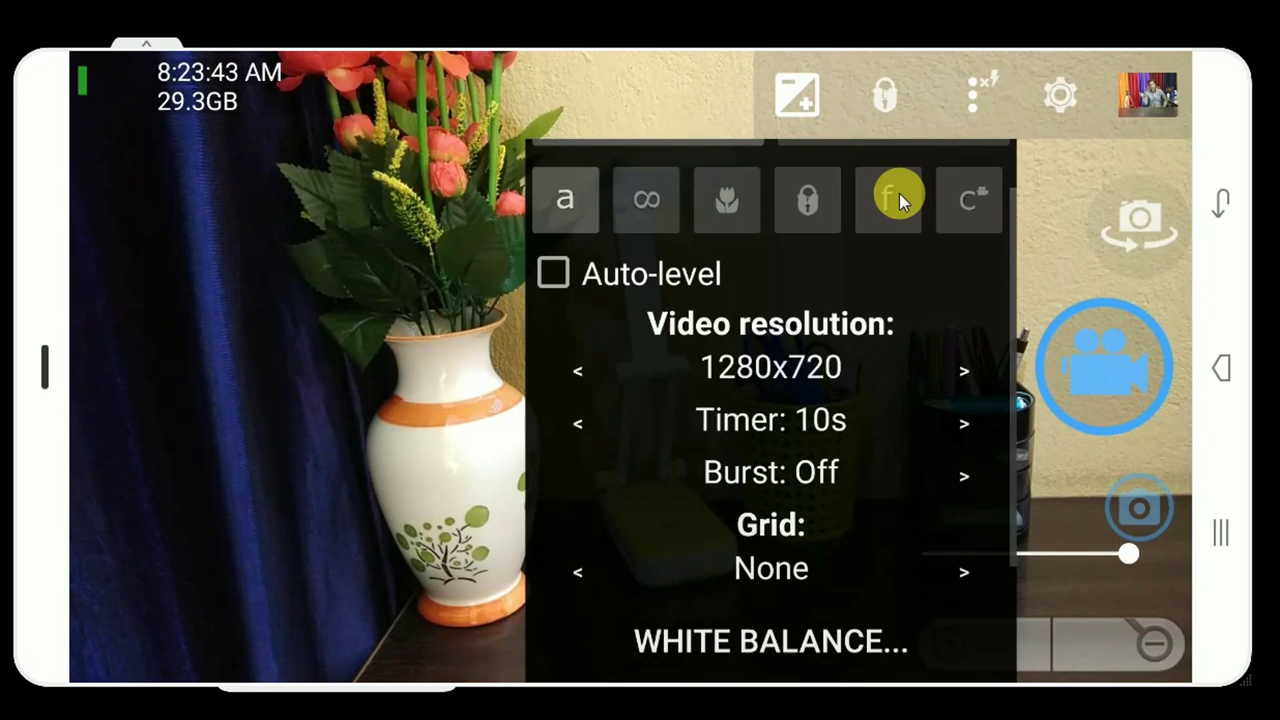 8:23:43 AM
29.3GB
a ∞ f c
Auto-level
Video resolution:
< 1280x720 >
< Timer: 10s >
Burst: Off >
Grid:
< None >
WHITE BALANCE...